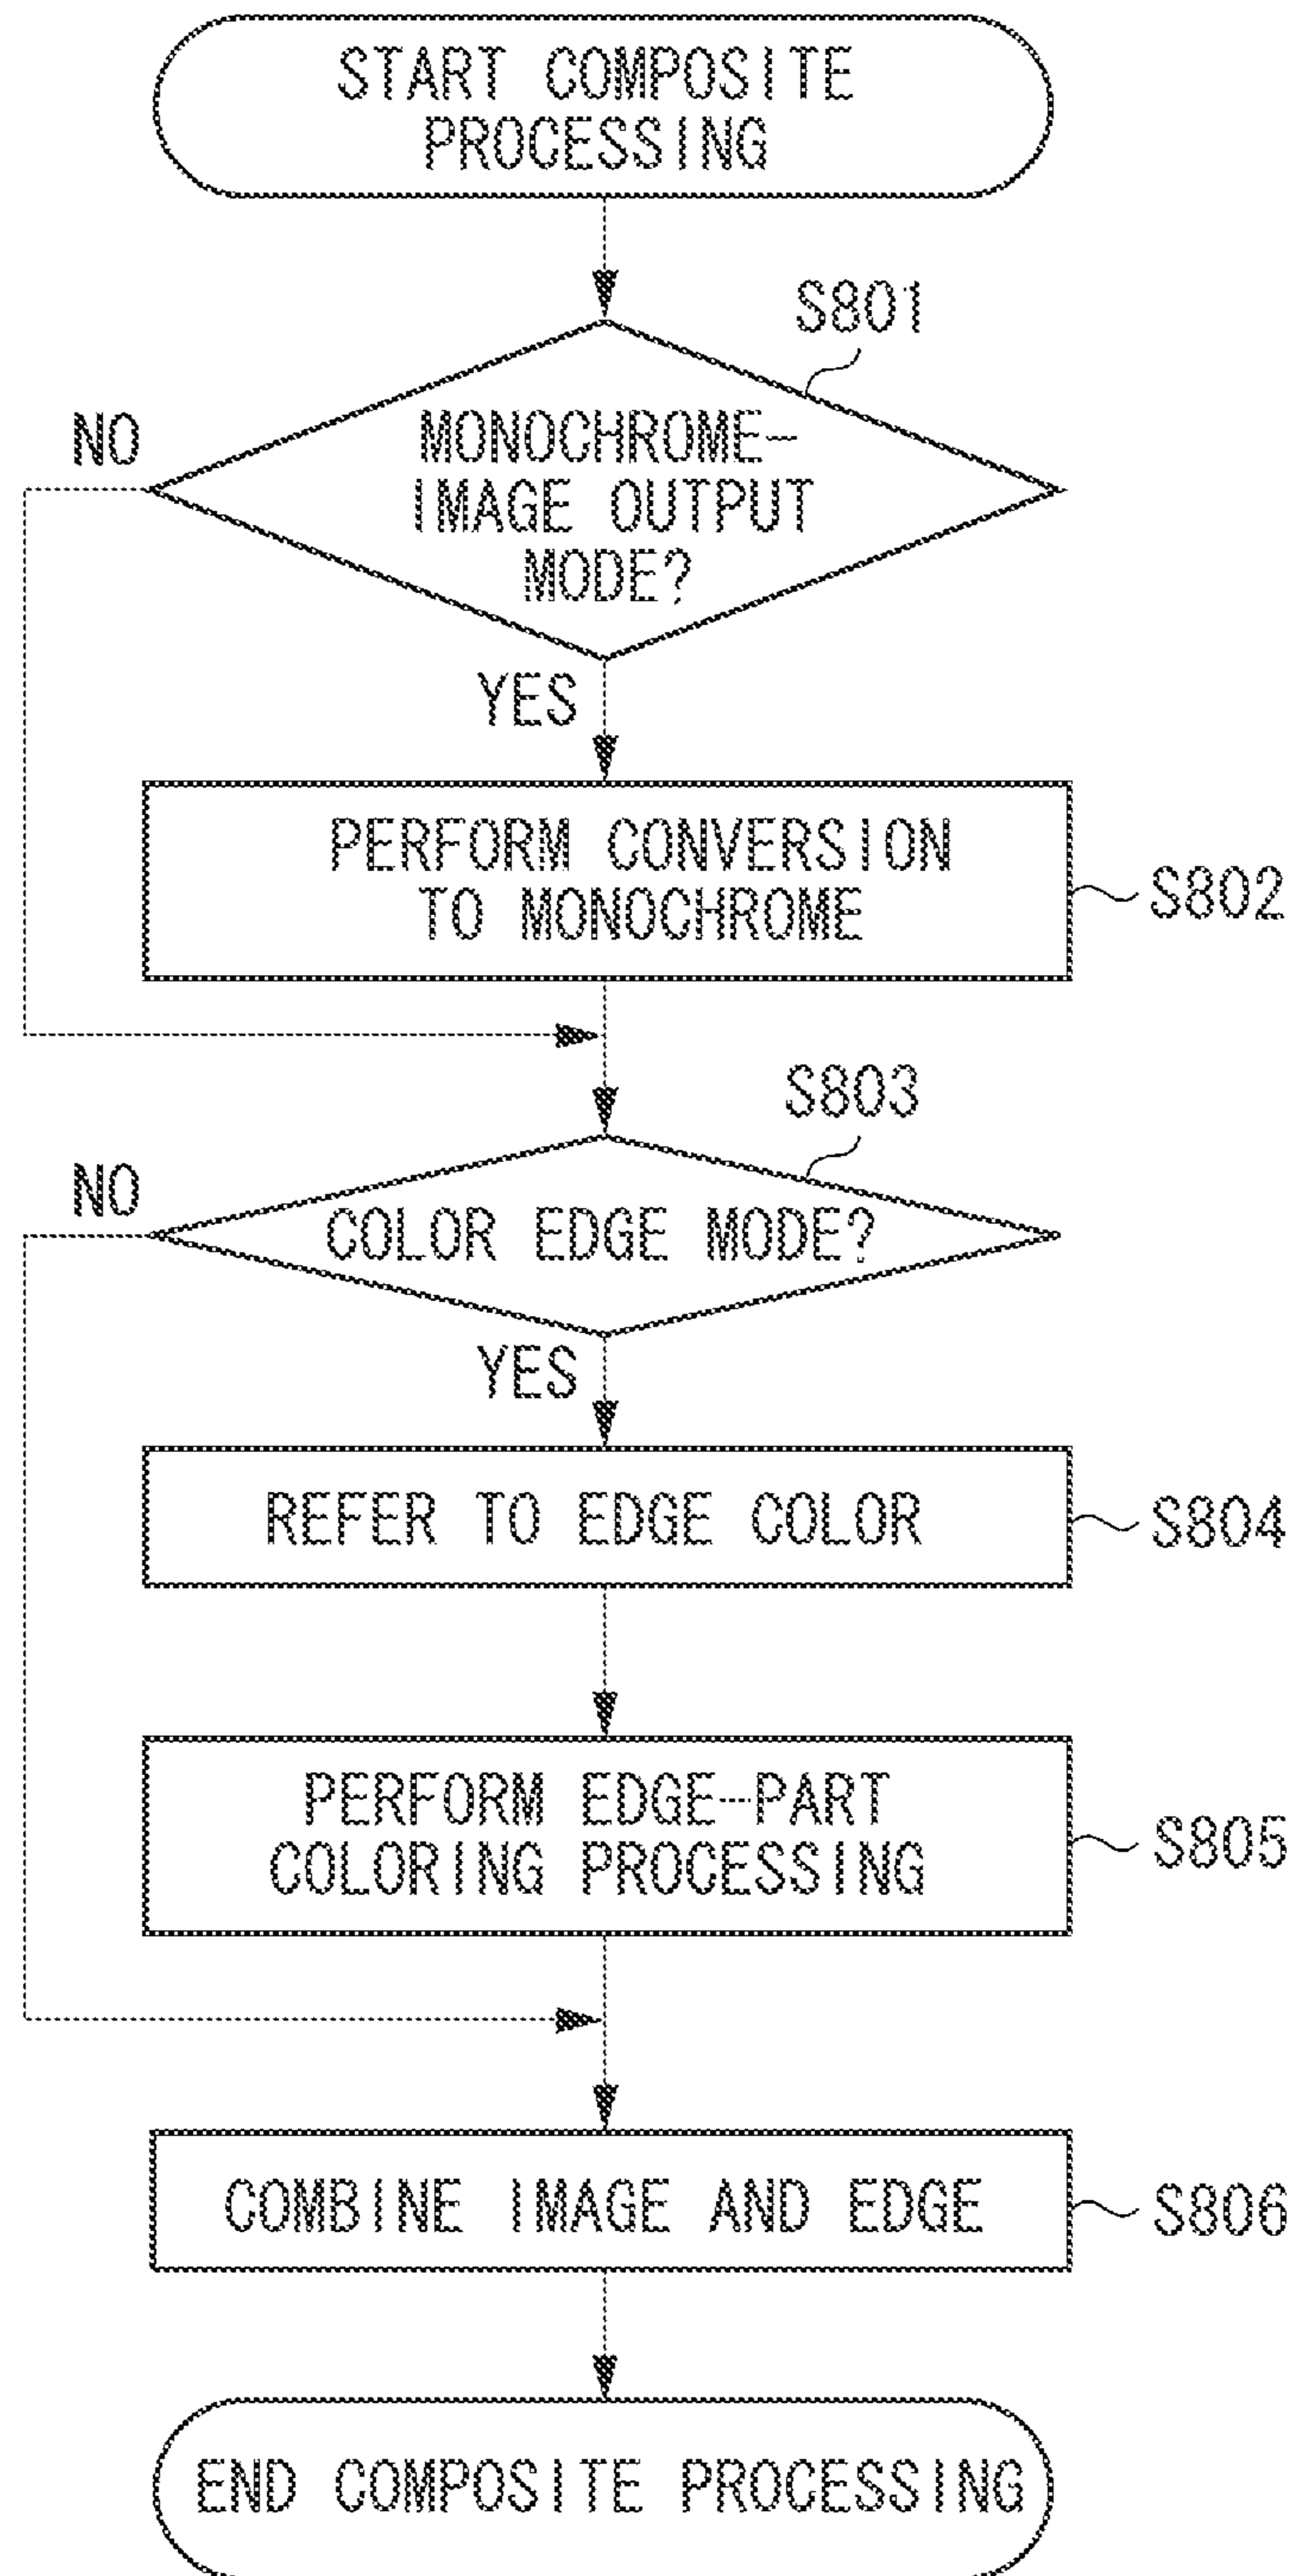 START COMPOSITE
PROCESSING
S801
NO
MONOCHROME-
IMAGE OUTPUT
MODE?
YES
PERFORM CONVERSION
TO MONOCHROME
S802
S803
NO
COLOR EDGE MODE?
YES
REFER TO EDGE COLOR
S804
PERFORM EDGE-PART
COLORING PROCESSING
S805
COMBINE IMAGE AND EDGE
S806
END COMPOSITE PROCESSING